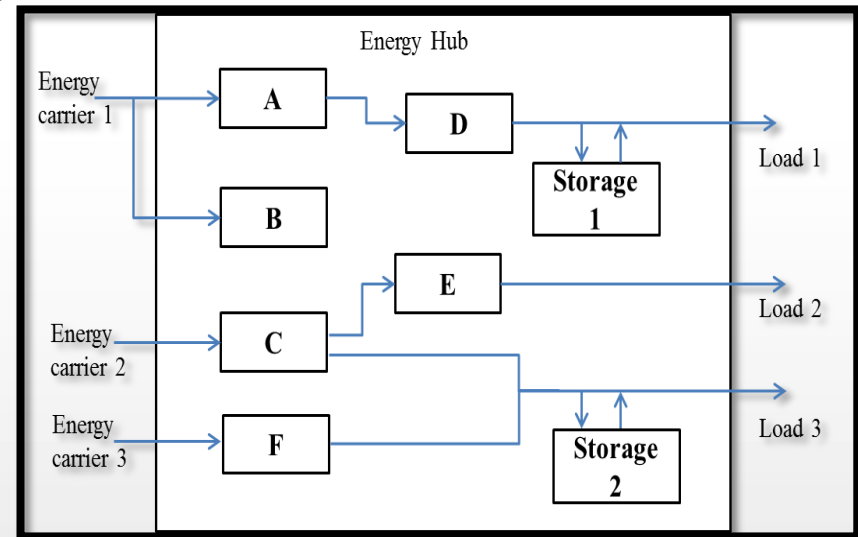 Energy Hub
Energy
carrier 1
A
D
Load 1
Storage
1
B
E
Load 2
Energy
carrier 2
C
Energy
carrier 3
F
Load 3
Storage
2